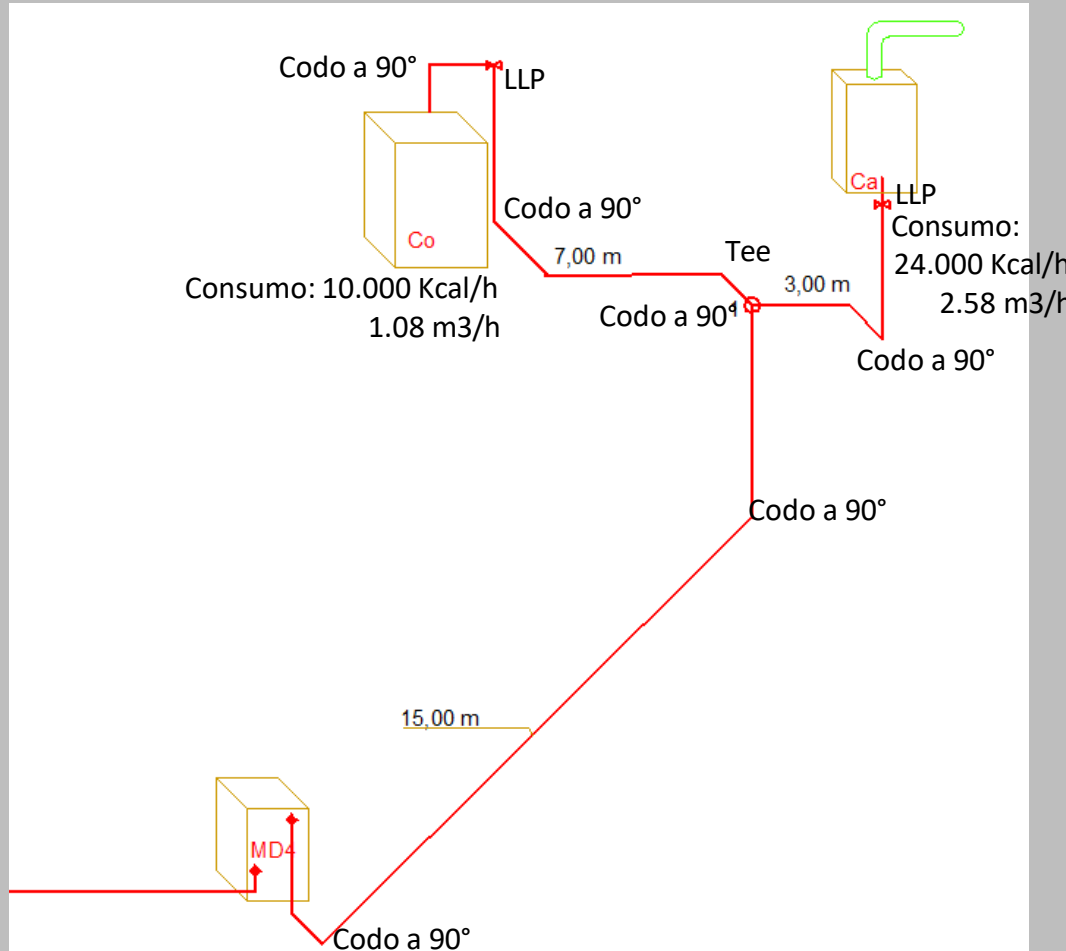 Codo a 90°
LLP
Ca
LLP
Codo a 90°
Consumo:
Co
7,00 m
Tee
24.000 Kcal/h
3,00 m
Consumo: 10.000 Kcal/h
2.58 m3/h
Codo a 90°
1
1.08 m3/h
Codo a 90°
Codo a 90°
15,00 m
MD4
Codo a 90°